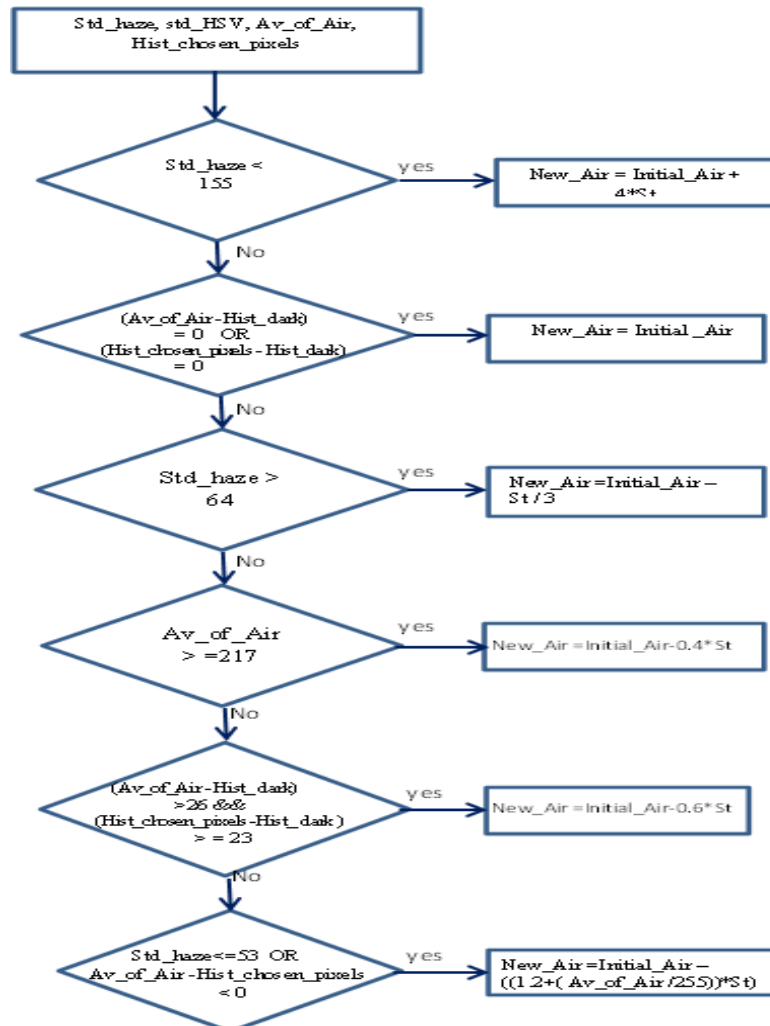 Std_haze, std_HSV, Av_of_Air,
Hist_chosen_pixels
Std_haze <
155
yes
New_Air = Initial_Air +
4*St
No
(Av_of_Air-Hist_dark)
= 0 OR
(Hist_chosen_pixels-Hist_dark)
= 0
yes
New_Air = Initial _Air
No
Std_haze >
64
yes
New_Air=Initial_Air –
St / 3
No
Av_of_Air
> =217
yes
New_Air=Initial_Air-0.4*St
No
(Av_of_Air-Hist_dark)
>26 &&
(Hist_chosen_pixels-Hist_dark )
> = 23
yes
New_Air=Initial_Air-0.6*St
No
Std_haze<=53 OR
Av_of_Air-Hist_chosen_pixels
< 0
yes
New_Air=Initial_Air –
((1.2+( Av_of_Air/255))*St)